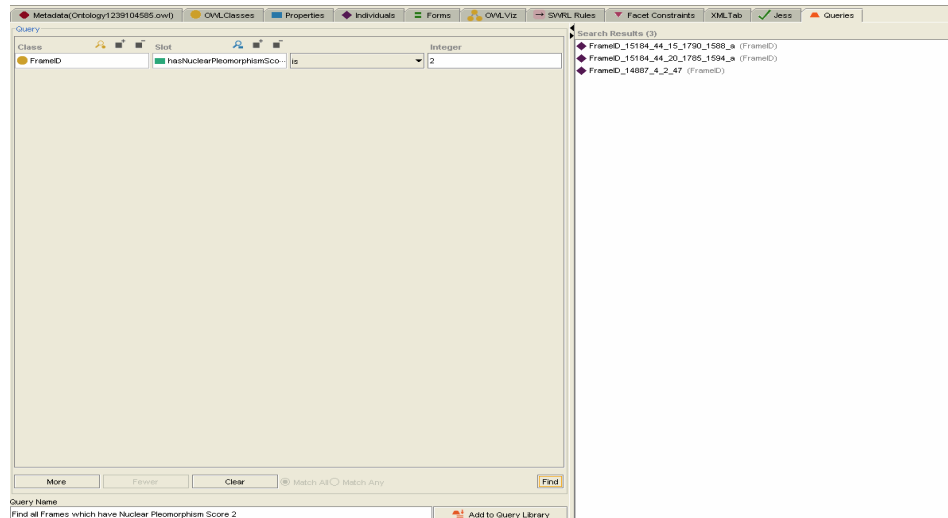 Metadata(Ontology1239104585.owl) OWLClasses Properties Individuals Forms OWLViz SWRL Rules Facet Constraints XMLTab Jess Queries
Query
Class Slot Integer
FrameID hasNuclearPleomorphismSco... is 2
More Fewer Clear Match All Match Any Find
Query Name
Find all Frames which have Nuclear Pleomorphism Score 2 Add to Query Library
Search Results (3)
FrameID_15184_44_15_1790_1588_a (FrameID)
FrameID_15184_44_20_1785_1594_a (FrameID)
FrameID_14887_4_2_47 (FrameID)